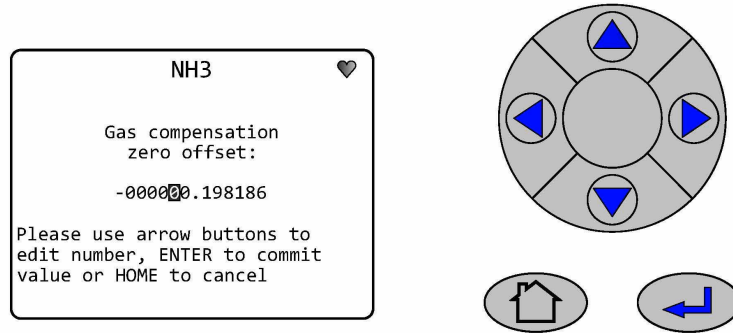 NH3
Gas compensation
zero offset:
-000000.198186
Please use arrow buttons to
edit number, ENTER to commit
value or HOME to cancel